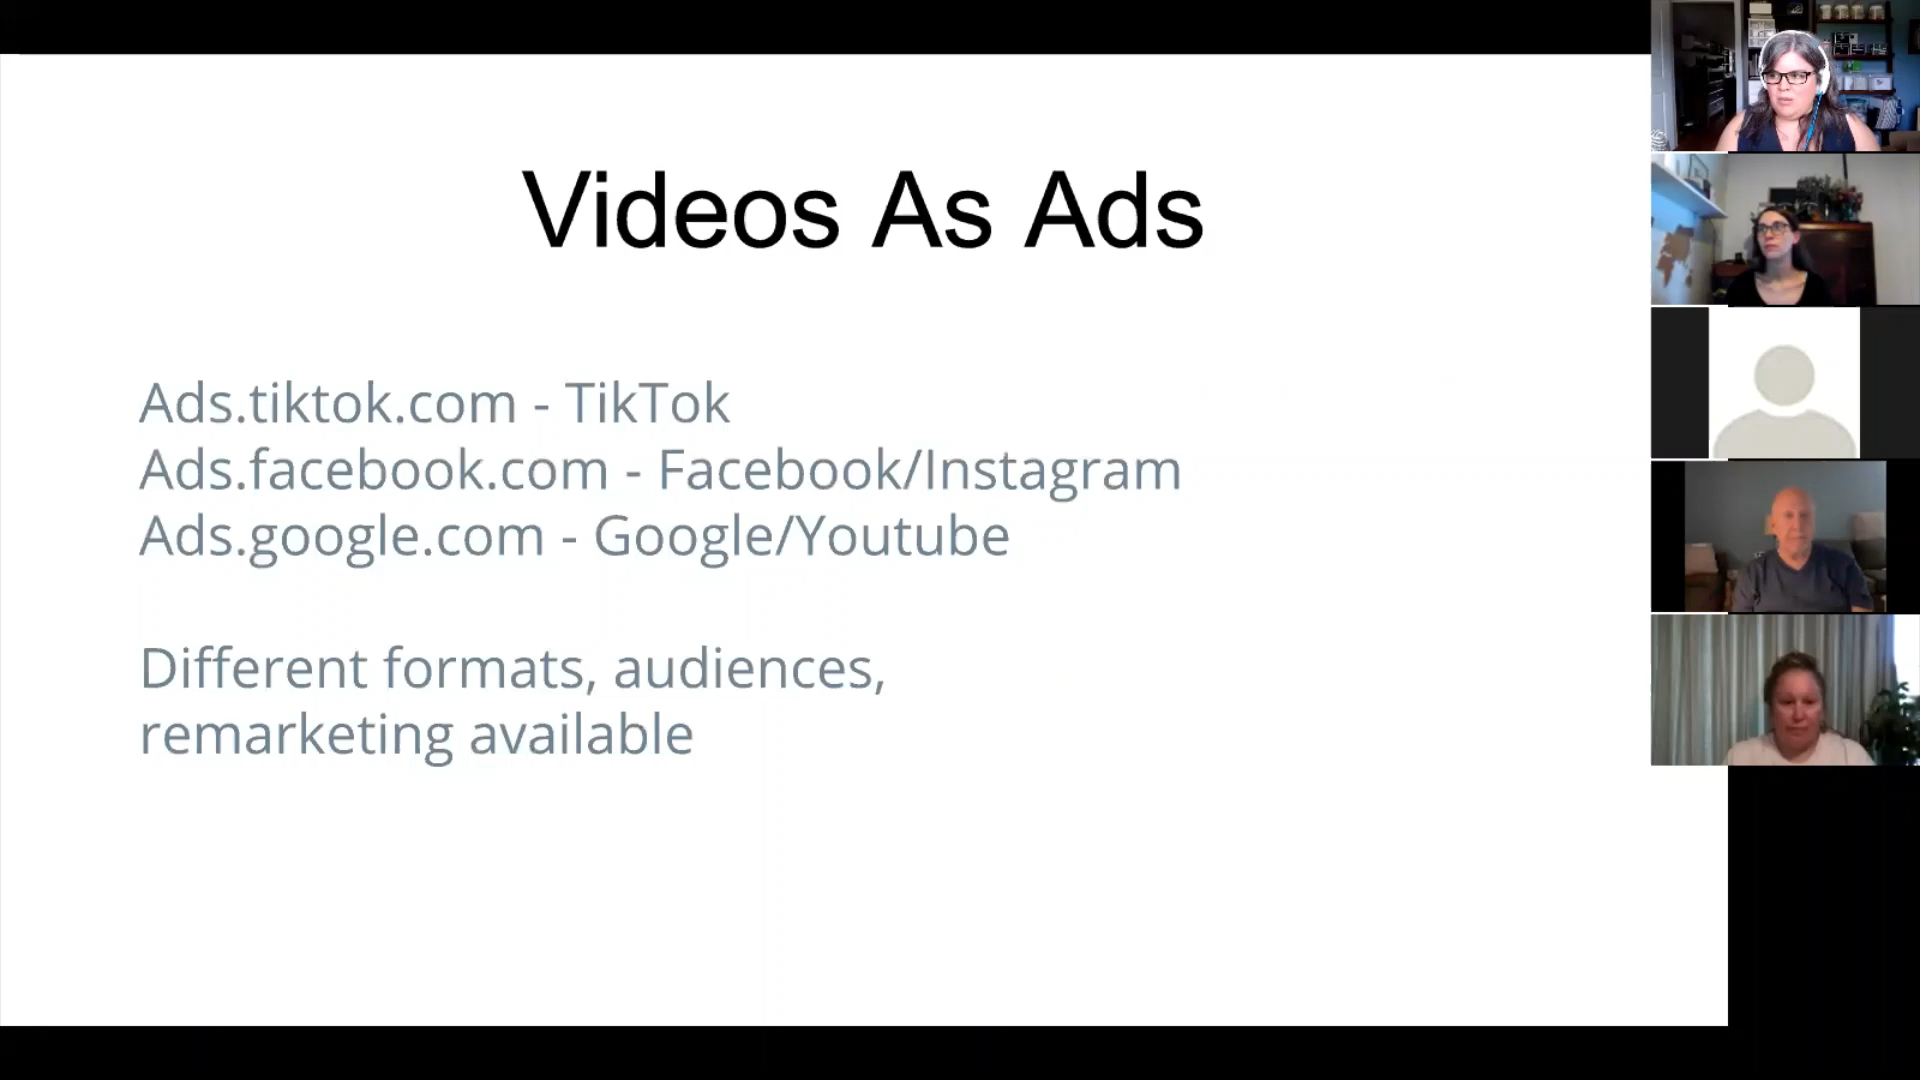 Videos As Ads
Ads.tiktok.com - TikTok
Ads.facebook.com - Facebook/Instagram
Ads.google.com - Google/Youtube
Different formats, audiences,
remarketing available